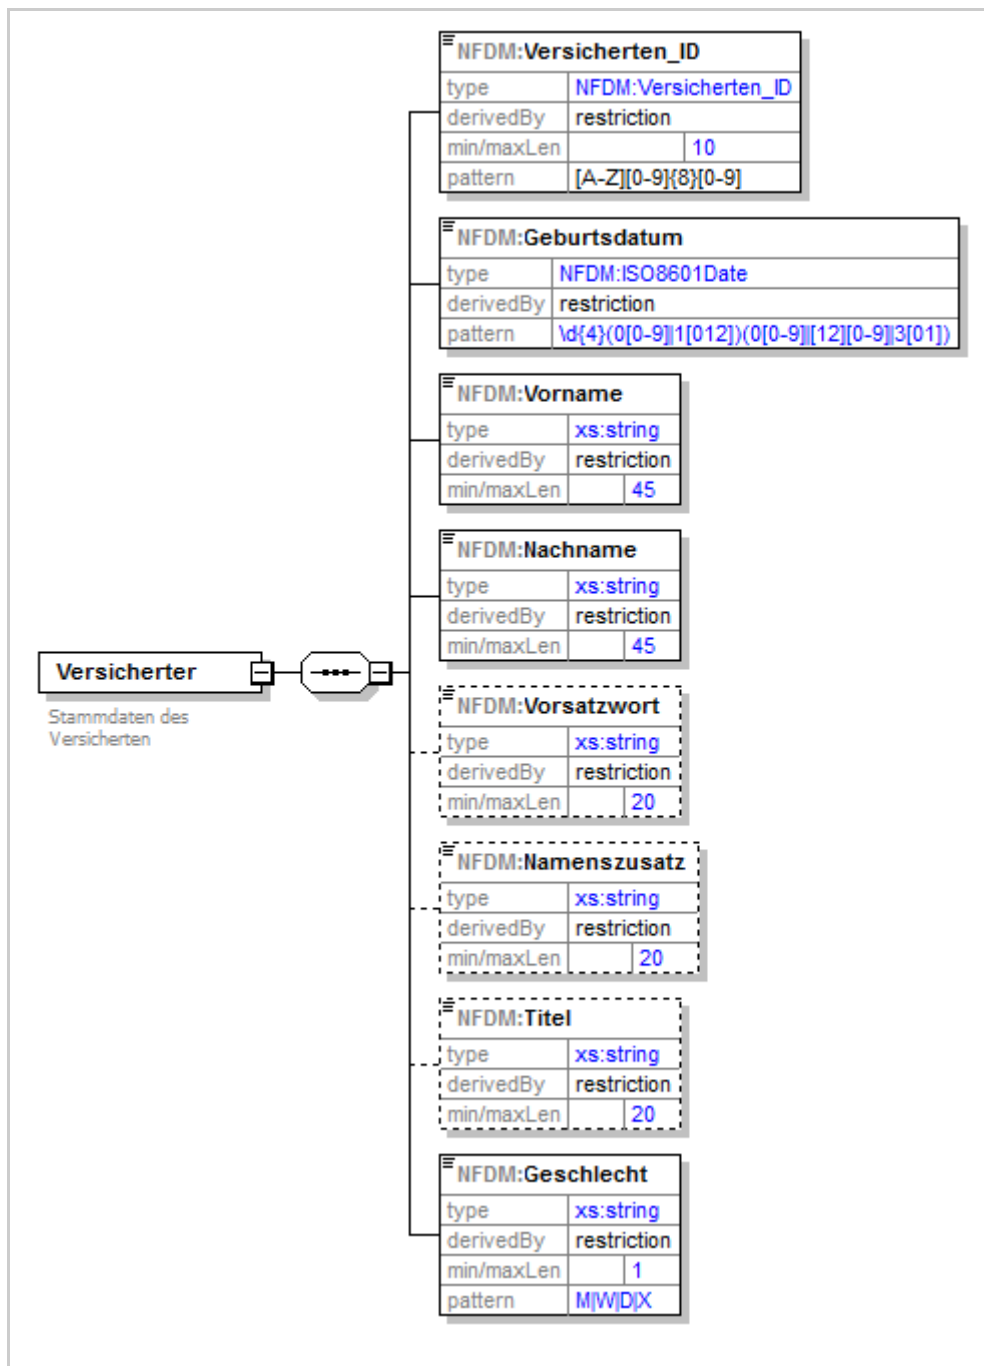 NFDM:Versicherten_ID
type NFDM:Versicherten_ID
derivedBy restriction
min/maxLen 10
pattern [A-Z][0-9]{8}[0-9]
NFDM:Geburtsdatum
type NFDM:ISO8601Date
derivedBy restriction
pattern \d{4}(0[0-9]|1[012])(0[0-9]|[12][0-9]|3[01])
NFDM:Vorname
type xs:string
derivedBy restriction
min/maxLen 45
NFDM:Nachname
type xs:string
derivedBy restriction
min/maxLen 45
Versicherter
Stammdaten des
Versicherten
NFDM:Vorsatzwort
type xs:string
derivedBy restriction
min/maxLen 20
NFDM:Namenszusatz
type xs:string
derivedBy restriction
min/maxLen 20
NFDM:Titel
type xs:string
derivedBy restriction
min/maxLen 20
NFDM:Geschlecht
type xs:string
derivedBy restriction
min/maxLen 1
pattern M|W|D|X